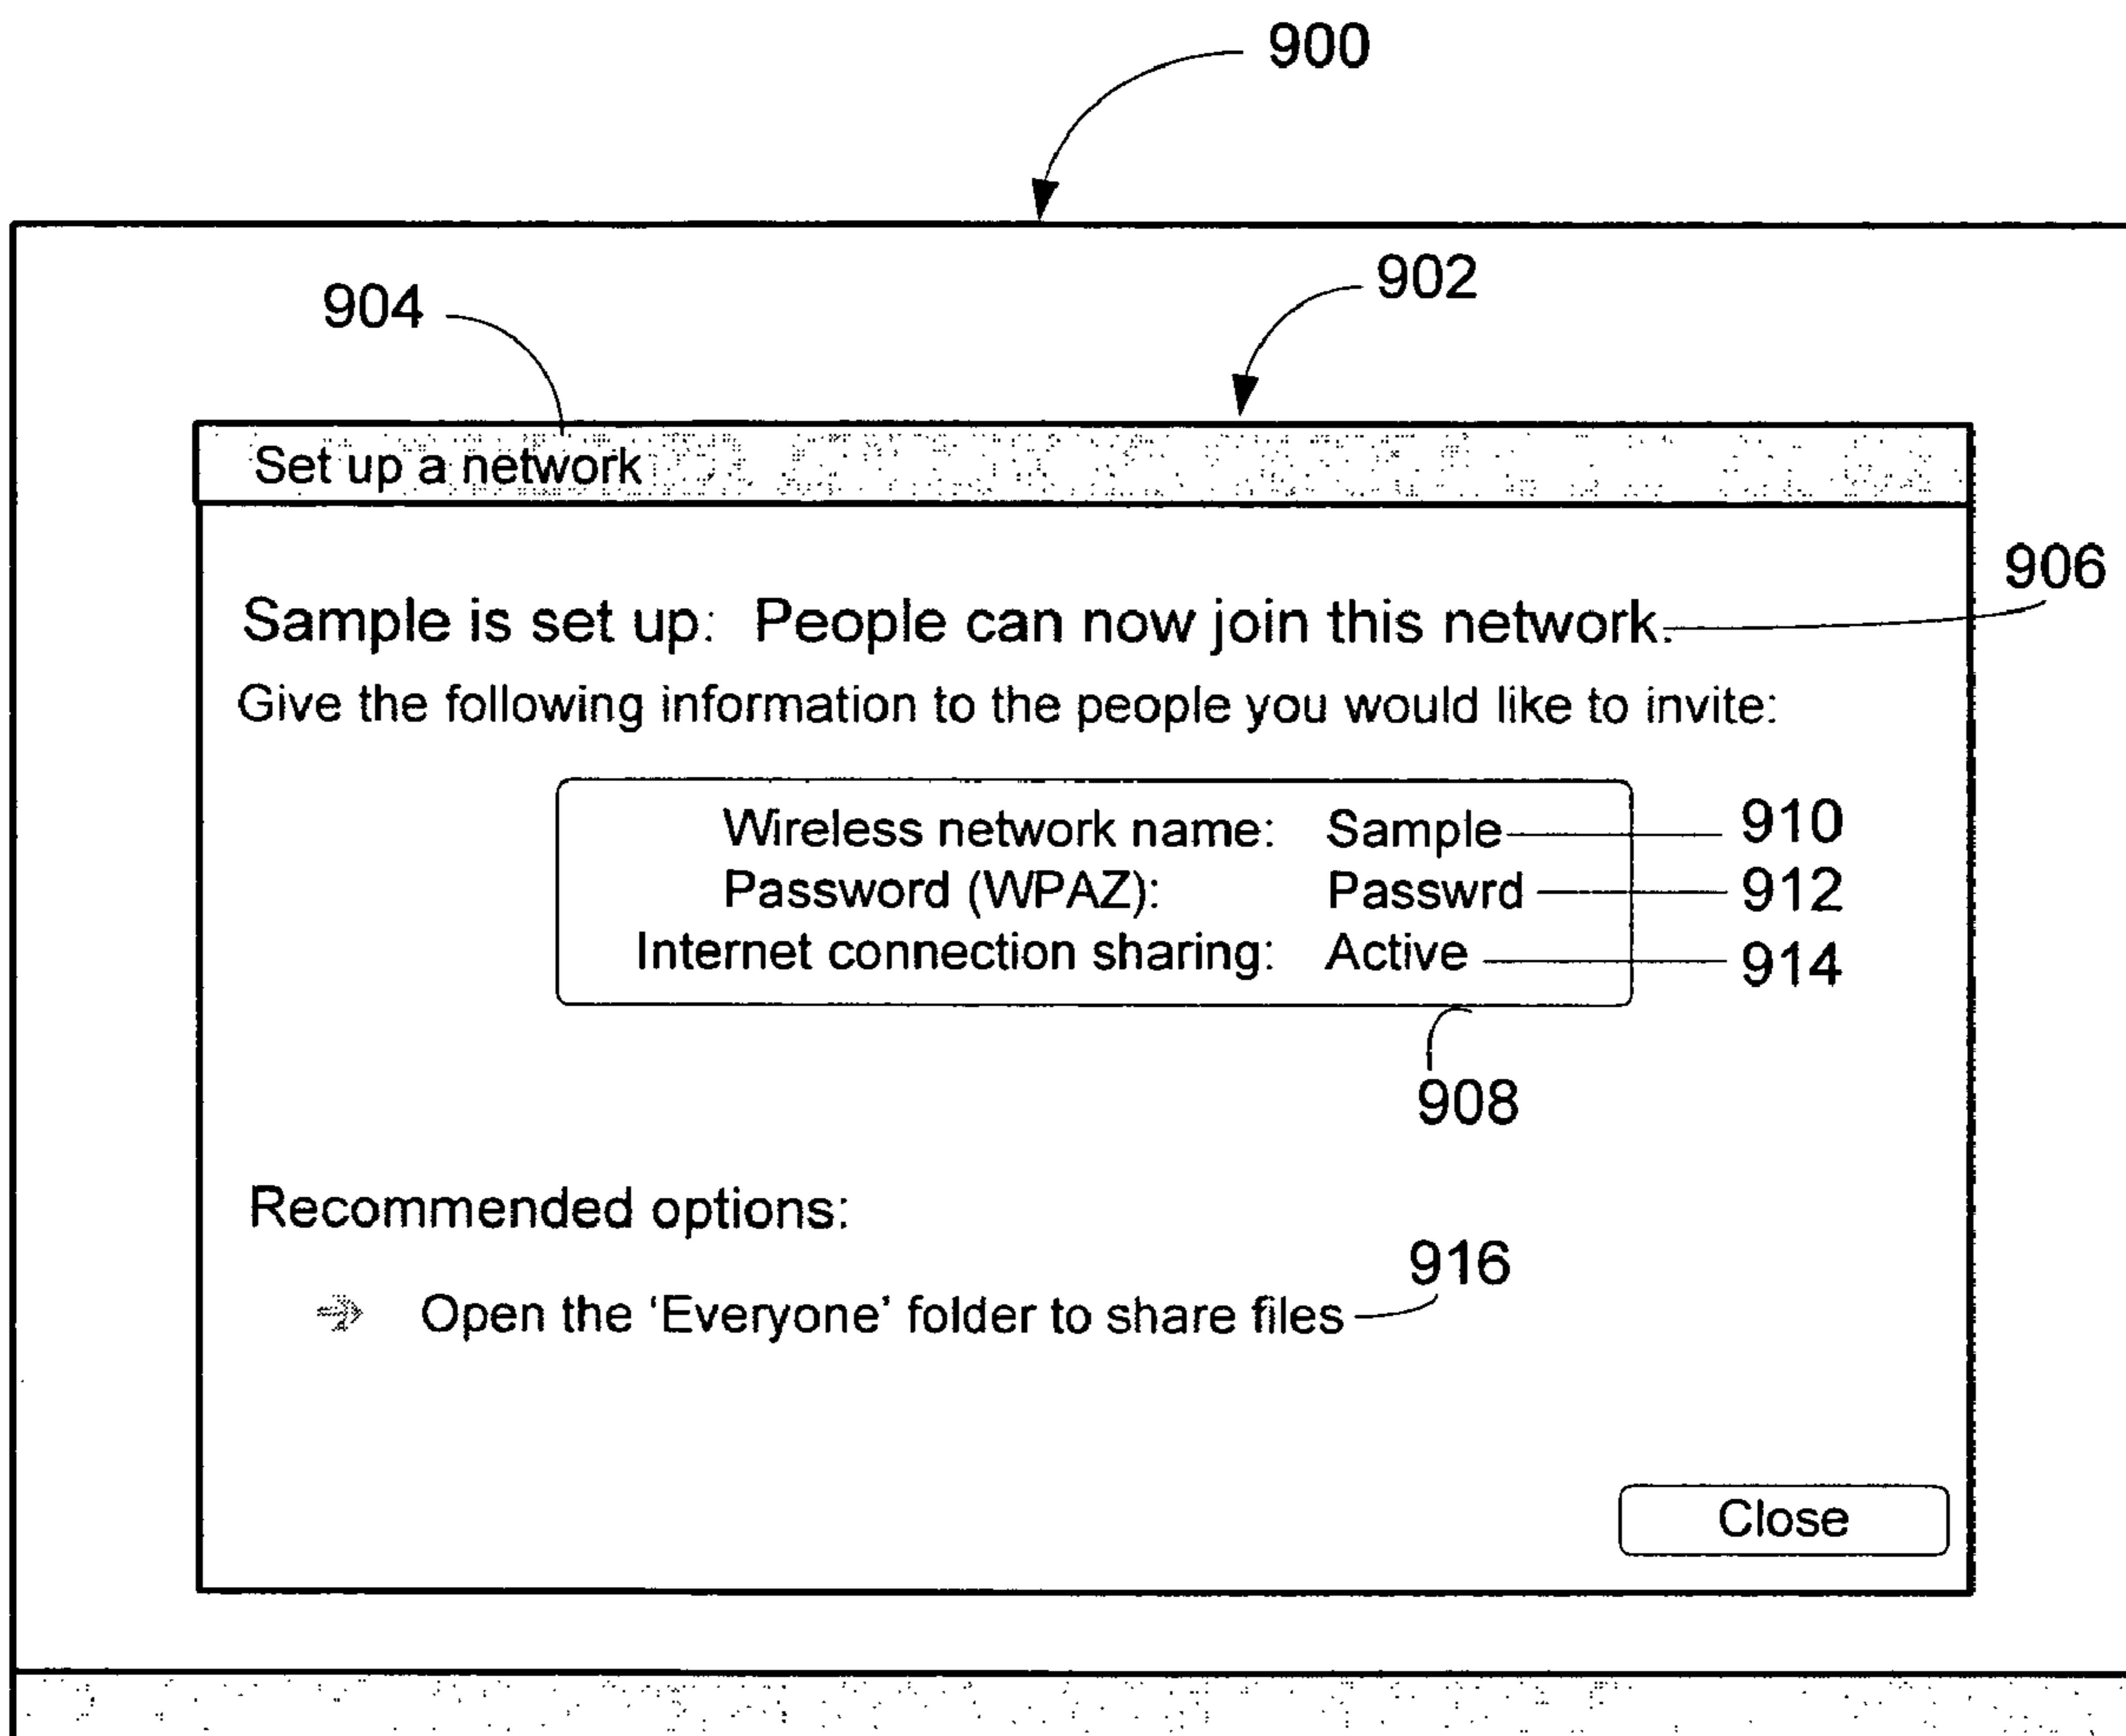 900
902
904
Set up a network
906
Sample is set up: People can now join this network.
Give the following information to the people you would like to invite:
Wireless network name: Sample 910
Password (WPAZ): Passwrd 912
Internet connection sharing: Active 914
908
Recommended options:
916
Open the ‘Everyone’ folder to share files
Close